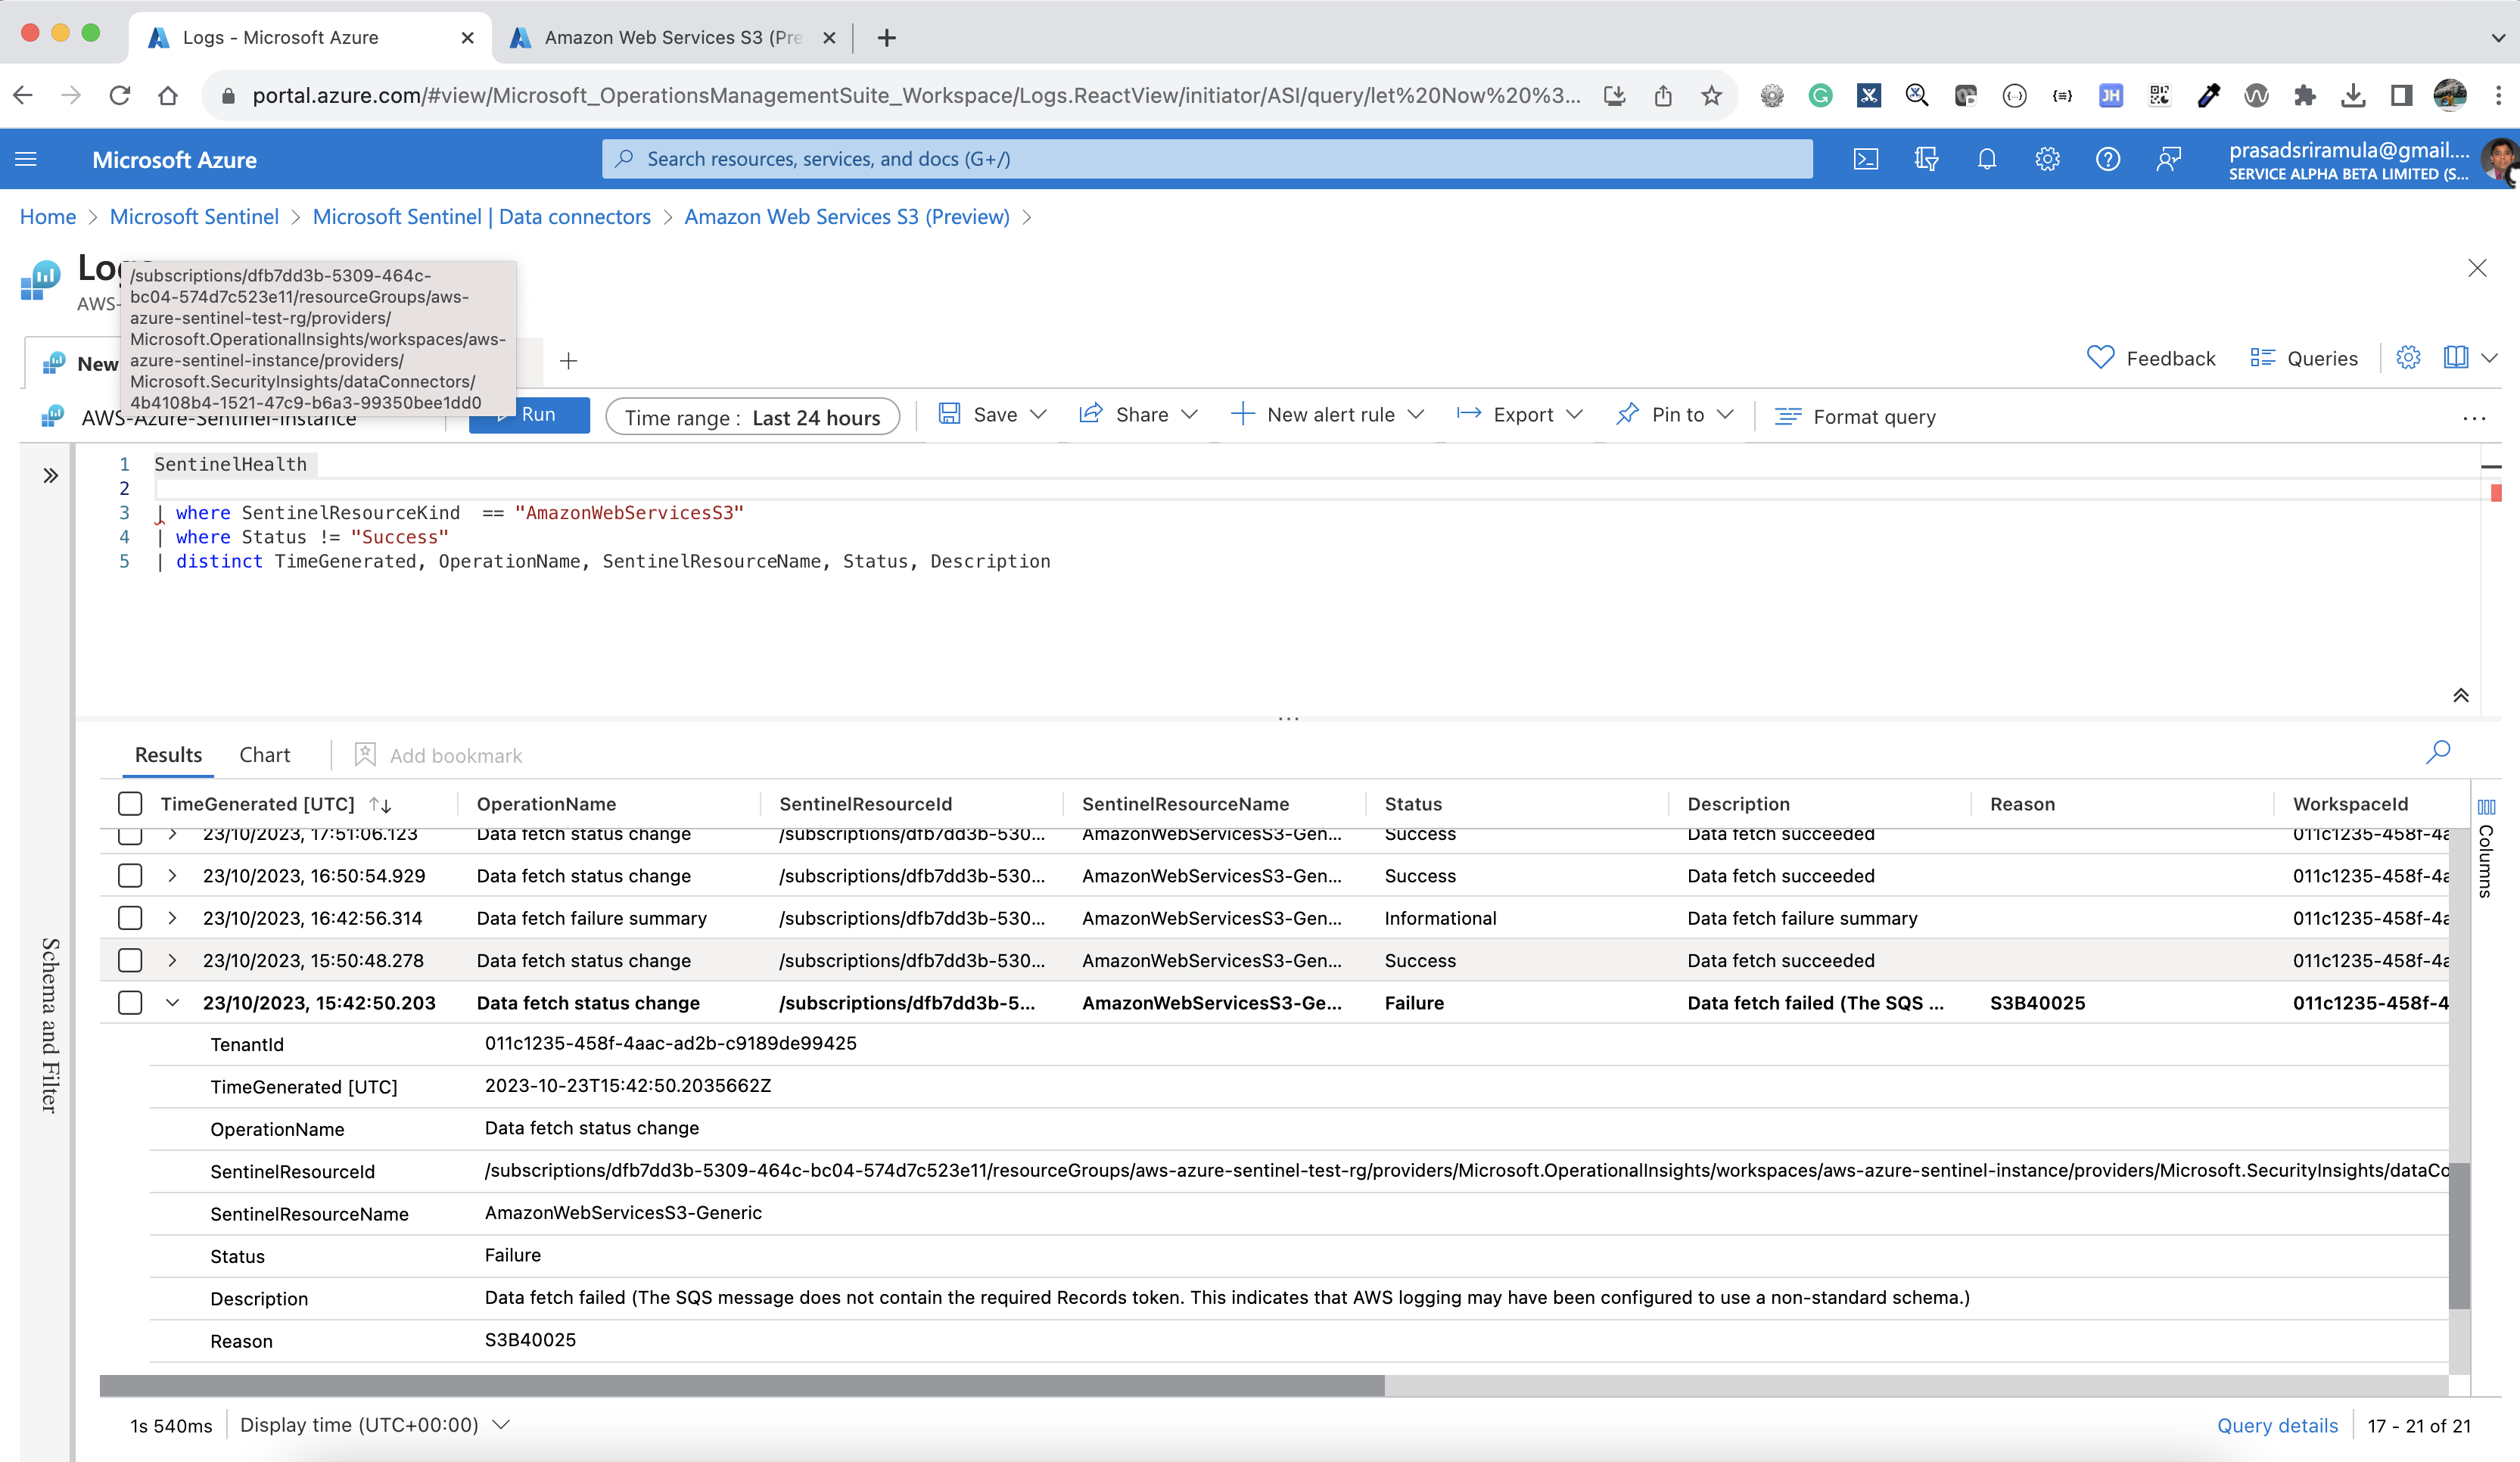 Logs - Microsoft Azure
Amazon Web Services S3 (Pre
portal.azure.com/#view/Microsoft_OperationsManagementSuite_Workspace/Logs.ReactView/initiator/ASI/query/let%20Now%20%3...
Microsoft Azure
Search resources, services, and docs (G+/)
prasadsriramula@gmail....
SERVICE ALPHA BETA LIMITED (S...
Home > Microsoft Sentinel > Microsoft Sentinel | Data connectors > Amazon Web Services S3 (Preview) >
Logs
AWS-
/subscriptions/dfb7dd3b-5309-464c-
bc04-574d7c523e11/resourceGroups/aws-
azure-sentinel-test-rg/providers/
Microsoft.OperationalInsights/workspaces/aws-
azure-sentinel-instance/providers/
Microsoft.SecurityInsights/dataConnectors/
4b4108b4-1521-47c9-b6a3-99350bee1dd0
New
Feedback
Queries
AWS-Azure-Sentinel-Instance
Run
Time range : Last 24 hours
Save
Share
New alert rule
Export
Pin to
Format query
1 SentinelHealth
2
3 | where SentinelResourceKind == "AmazonWebServicesS3"
4 | where Status != "Success"
5 | distinct TimeGenerated, OperationName, SentinelResourceName, Status, Description
Schema and Filter
Results
Chart
Add bookmark
TimeGenerated [UTC] OperationName SentinelResourceId SentinelResourceName Status Description Reason WorkspaceId
23/10/2023, 17:51:06.123 Data fetch status change /subscriptions/dfb7dd3b-530... AmazonWebServicesS3-Gen... Success Data fetch succeeded 011c1235-458f-4a
23/10/2023, 16:50:54.929 Data fetch status change /subscriptions/dfb7dd3b-530... AmazonWebServicesS3-Gen... Success Data fetch succeeded 011c1235-458f-4a
23/10/2023, 16:42:56.314 Data fetch failure summary /subscriptions/dfb7dd3b-530... AmazonWebServicesS3-Gen... Informational Data fetch failure summary 011c1235-458f-4a
23/10/2023, 15:50:48.278 Data fetch status change /subscriptions/dfb7dd3b-530... AmazonWebServicesS3-Gen... Success Data fetch succeeded 011c1235-458f-4a
23/10/2023, 15:42:50.203 Data fetch status change /subscriptions/dfb7dd3b-5... AmazonWebServicesS3-Ge... Failure Data fetch failed (The SQS ... S3B40025 011c1235-458f-4
TenantId 011c1235-458f-4aac-ad2b-c9189de99425
TimeGenerated [UTC] 2023-10-23T15:42:50.2035662Z
OperationName Data fetch status change
SentinelResourceId /subscriptions/dfb7dd3b-5309-464c-bc04-574d7c523e11/resourceGroups/aws-azure-sentinel-test-rg/providers/Microsoft.OperationalInsights/workspaces/aws-azure-sentinel-instance/providers/Microsoft.SecurityInsights/dataCo
SentinelResourceName AmazonWebServicesS3-Generic
Status Failure
Description Data fetch failed (The SQS message does not contain the required Records token. This indicates that AWS logging may have been configured to use a non-standard schema.)
Reason S3B40025
Columns
1s 540ms
Display time (UTC+00:00)
Query details
17 - 21 of 21